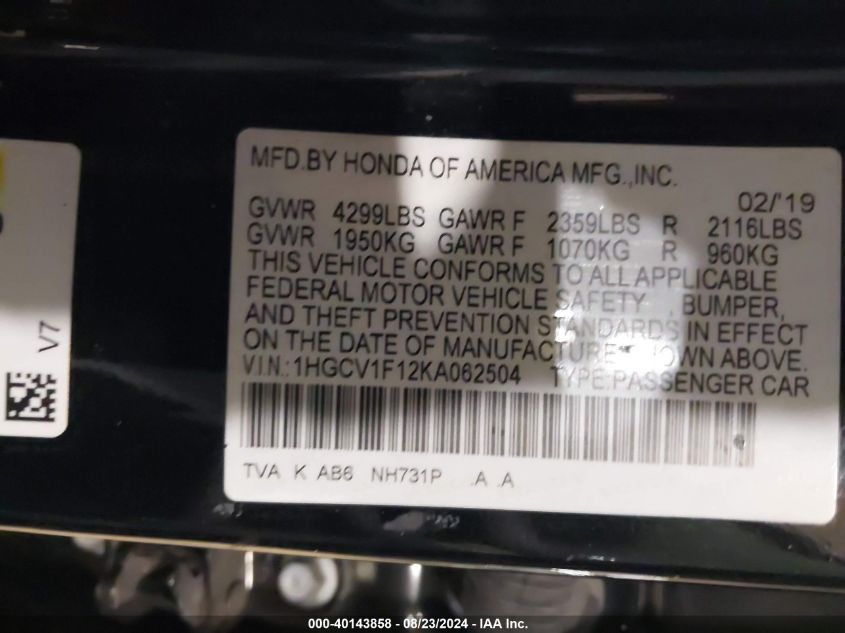 MFD.BY HONDA OF AMERICA MFG.,INC.
02/'19
GVWR 4299LBS GAWR F 2359LBS R 2116LBS
GVWR 1950KG GAWR F 1070KG R 960KG
THIS VEHICLE CONFORMS TO ALL APPLICABLE
FEDERAL MOTOR VEHICLE SAFETY , BUMPER,
AND THEFT PREVENTION STANDARDS IN EFFECT
ON THE DATE OF MANUFACTURE SHOWN ABOVE.
V.I.N.:1HGCV1F12KA062504 TYPE:PASSENGER CAR
TVA K AB6 NH731P .A .A
V7
000-40143858 - 08/23/2024 - IAA Inc.